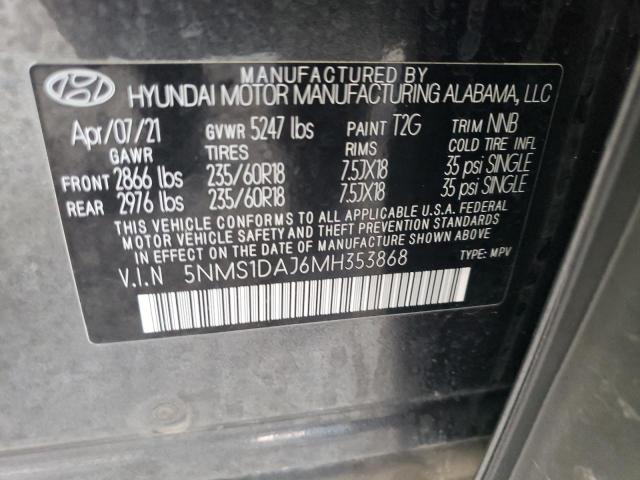 MANUFACTURED BY
HYUNDAI MOTOR MANUFACTURING ALABAMA, LLC
Apr/07/21 GVWR 5247 lbs PAINT T2G TRIM NNB
GAWR TIRES RIMS COLD TIRE INFL
FRONT 2866 lbs 235/60R18 7.5JX18 35 psi SINGLE
REAR 2976 lbs 235/60R18 7.5JX18 35 psi SINGLE
THIS VEHICLE CONFORMS TO ALL APPLICABLE U.S.A. FEDERAL
MOTOR VEHICLE SAFETY AND THEFT PREVENTION STANDARDS
IN EFFECT ON THE DATE OF MANUFACTURE SHOWN ABOVE.
V.I.N 5NMS1DAJ6MH353868 TYPE: MPV